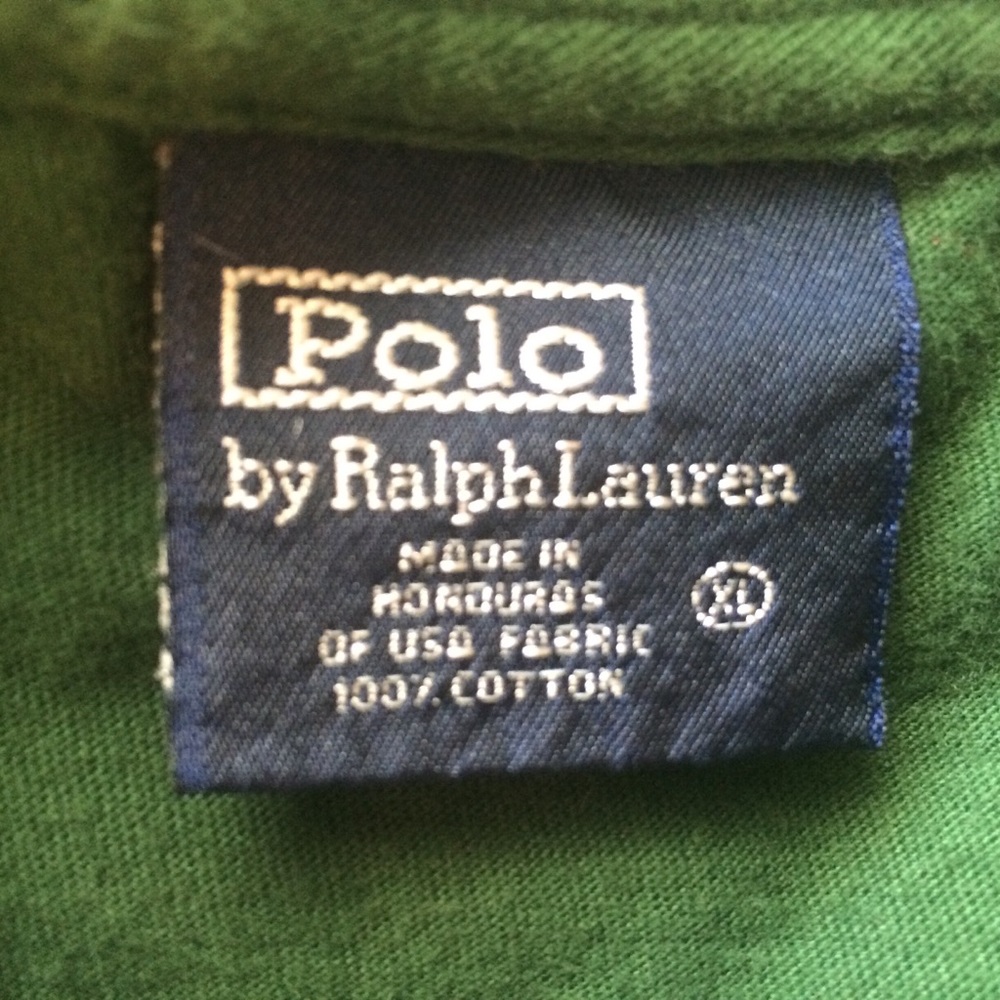 Polo
by Ralph Lauren
MADE IN
HONDURAS
OF USA FABRIC
100% COTTON
XL